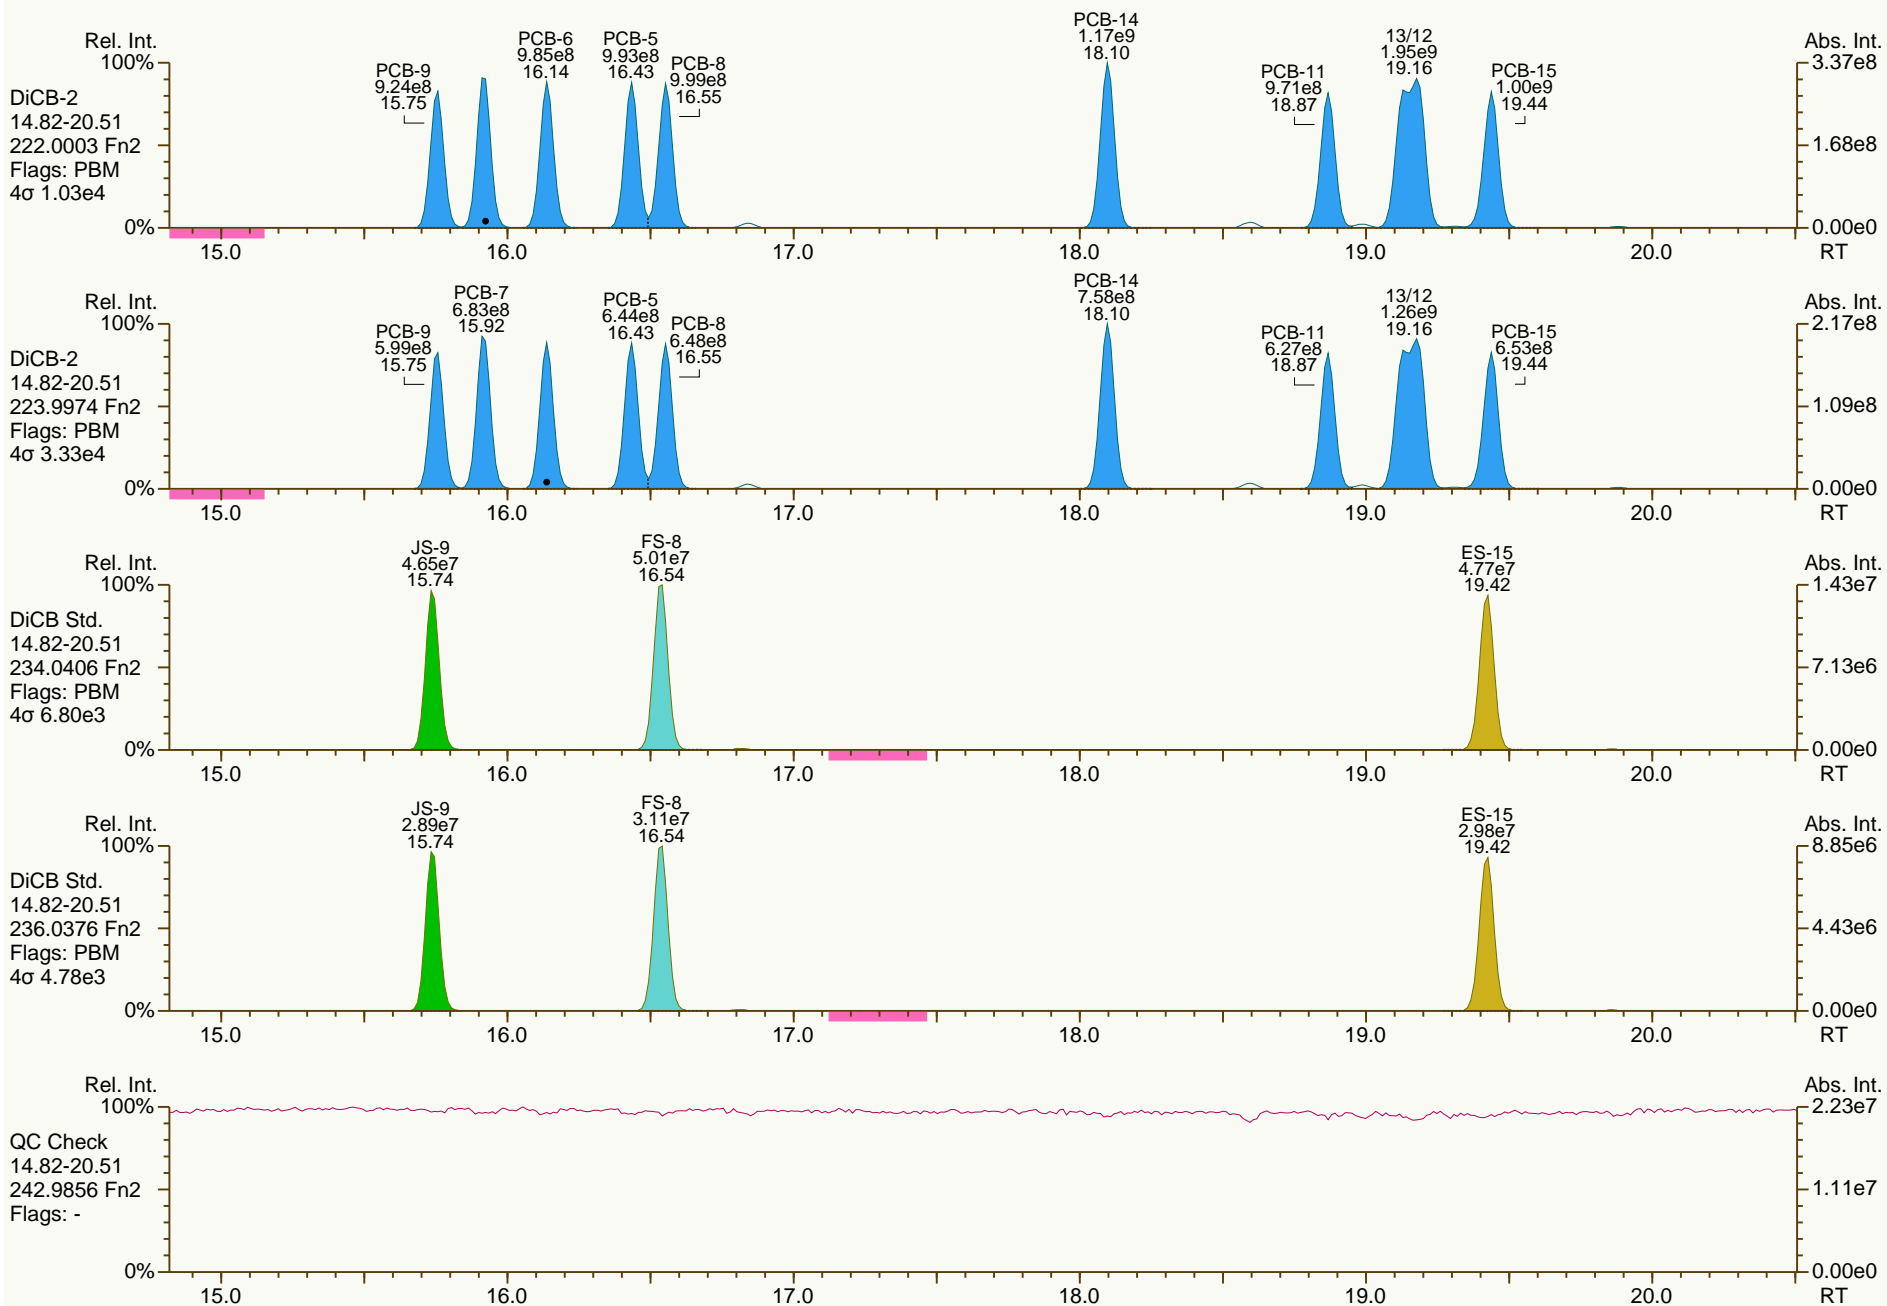 Rel. Int.
100%
0%
DiCB-2
14.82-20.51
222.0003 Fn2
Flags: PBM
4σ 1.03e4
PCB-9
9.24e8
15.75
PCB-6
9.85e8
16.14
PCB-5
9.93e8
16.43
PCB-8
9.99e8
16.55
PCB-14
1.17e9
18.10
PCB-11
9.71e8
18.87
13/12
1.95e9
19.16
PCB-15
1.00e9
19.44
Abs. Int.
3.37e8
1.68e8
0.00e0
15.0 16.0 17.0 18.0 19.0 20.0 RT
Rel. Int.
100%
0%
DiCB-2
14.82-20.51
223.9974 Fn2
Flags: PBM
4σ 3.33e4
PCB-9
5.99e8
15.75
PCB-7
6.83e8
15.92
PCB-5
6.44e8
16.43
PCB-8
6.48e8
16.55
PCB-14
7.58e8
18.10
PCB-11
6.27e8
18.87
13/12
1.26e9
19.16
PCB-15
6.53e8
19.44
Abs. Int.
2.17e8
1.09e8
0.00e0
15.0 16.0 17.0 18.0 19.0 20.0 RT
Rel. Int.
100%
0%
DiCB Std.
14.82-20.51
234.0406 Fn2
Flags: PBM
4σ 6.80e3
JS-9
4.65e7
15.74
FS-8
5.01e7
16.54
ES-15
4.77e7
19.42
Abs. Int.
1.43e7
7.13e6
0.00e0
15.0 16.0 17.0 18.0 19.0 20.0 RT
Rel. Int.
100%
0%
DiCB Std.
14.82-20.51
236.0376 Fn2
Flags: PBM
4σ 4.78e3
JS-9
2.89e7
15.74
FS-8
3.11e7
16.54
ES-15
2.98e7
19.42
Abs. Int.
8.85e6
4.43e6
0.00e0
15.0 16.0 17.0 18.0 19.0 20.0 RT
Rel. Int.
100%
0%
QC Check
14.82-20.51
242.9856 Fn2
Flags: -
Abs. Int.
2.23e7
1.11e7
0.00e0
15.0 16.0 17.0 18.0 19.0 20.0 RT